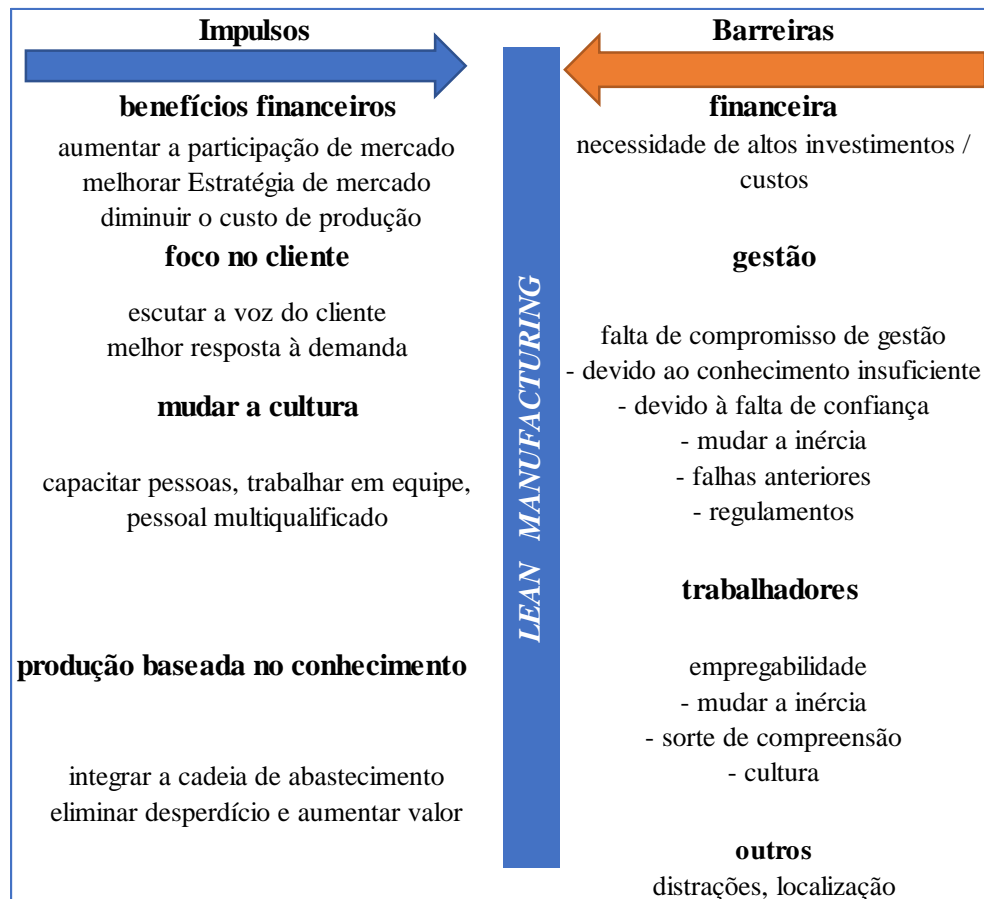 Impulsos
benefícios financeiros
aumentar a participação de mercado
melhorar Estratégia de mercado
diminuir o custo de produção
foco no cliente
escutar a voz do cliente
melhor resposta à demanda
mudar a cultura
capacitar pessoas, trabalhar em equipe,
pessoal multiqualificado
produção baseada no conhecimento
integrar a cadeia de abastecimento
eliminar desperdício e aumentar valor
LEAN MANUFACTURING
Barreiras
financeira
necessidade de altos investimentos /
custos
gestão
falta de compromisso de gestão
- devido ao conhecimento insuficiente
- devido à falta de confiança
- mudar a inércia
- falhas anteriores
- regulamentos
trabalhadores
empregabilidade
- mudar a inércia
- sorte de compreensão
- cultura
outros
distrações, localização